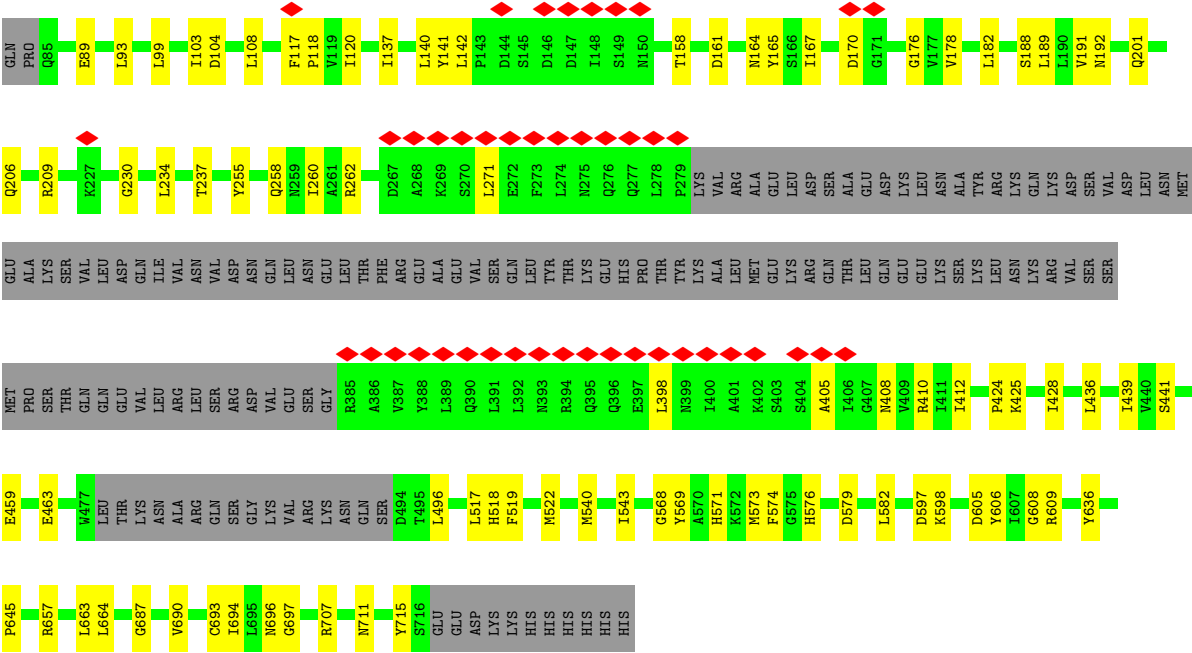 GLN PRO Q85 E89 L93 L99 I103 D104 L108 F117 P118 V119 I120 I137 L140 Y141 L142 P143 D144 S145 D146 D147 I148 S149 N150 T158 D161 N164 Y165 S166 I167 D170 G171 G176 V177 V178 L182 S188 L189 L190 V191 N192 Q201
Q206 R209 K227 G230 L234 T237 Y255 Q258 N259 I260 A261 R262 D267 A268 K269 S270 L271 E272 F273 L274 N275 Q276 Q277 L278 P279 LYS VAL ARG ALA GLU LEU ASP SER ALA GLU ASP LYS LEU ASN ALA TYR ARG LYS GLN LYS ASP SER VAL ASP LEU ASN MET
GLU ALA LYS SER VAL LEU ASP GLN ILE VAL ASN VAL ASP ASN GLN LEU ASN GLU LEU THR PHE ARG GLU ALA GLU VAL SER GLN LEU TYR THR LYS GLU HIS PRO THR TYR LYS ALA LEU MET GLU LYS ARG GLN THR LEU GLN GLU GLU LYS SER LYS LEU ASN LYS ARG VAL SER SER
MET PRO SER THR GLN GLN GLU VAL LEU ARG LEU SER ARG ASP VAL GLU SER GLY R385 A386 V387 Y388 L389 Q390 L391 L392 N393 R394 Q395 Q396 E397 L398 N399 I400 A401 K402 S403 S404 A405 I406 G407 N408 V409 R410 I411 I412 P424 K425 I428 L436 I439 V440 S441
E459 E463 W477 LEU THR LYS ASN ALA ARG GLN SER GLY LYS VAL ARG LYS ASN GLN SER D494 T495 L496 L517 H518 F519 M522 M540 I543 G568 Y569 A570 H571 K572 M573 F574 G575 H576 D579 L582 D597 K598 D605 Y606 I607 G608 R609 Y636
P645 R657 L663 L664 G687 V690 C693 I694 L695 N696 G697 R707 N711 Y715 S716 GLU GLU ASP LYS LYS HIS HIS HIS HIS HIS HIS